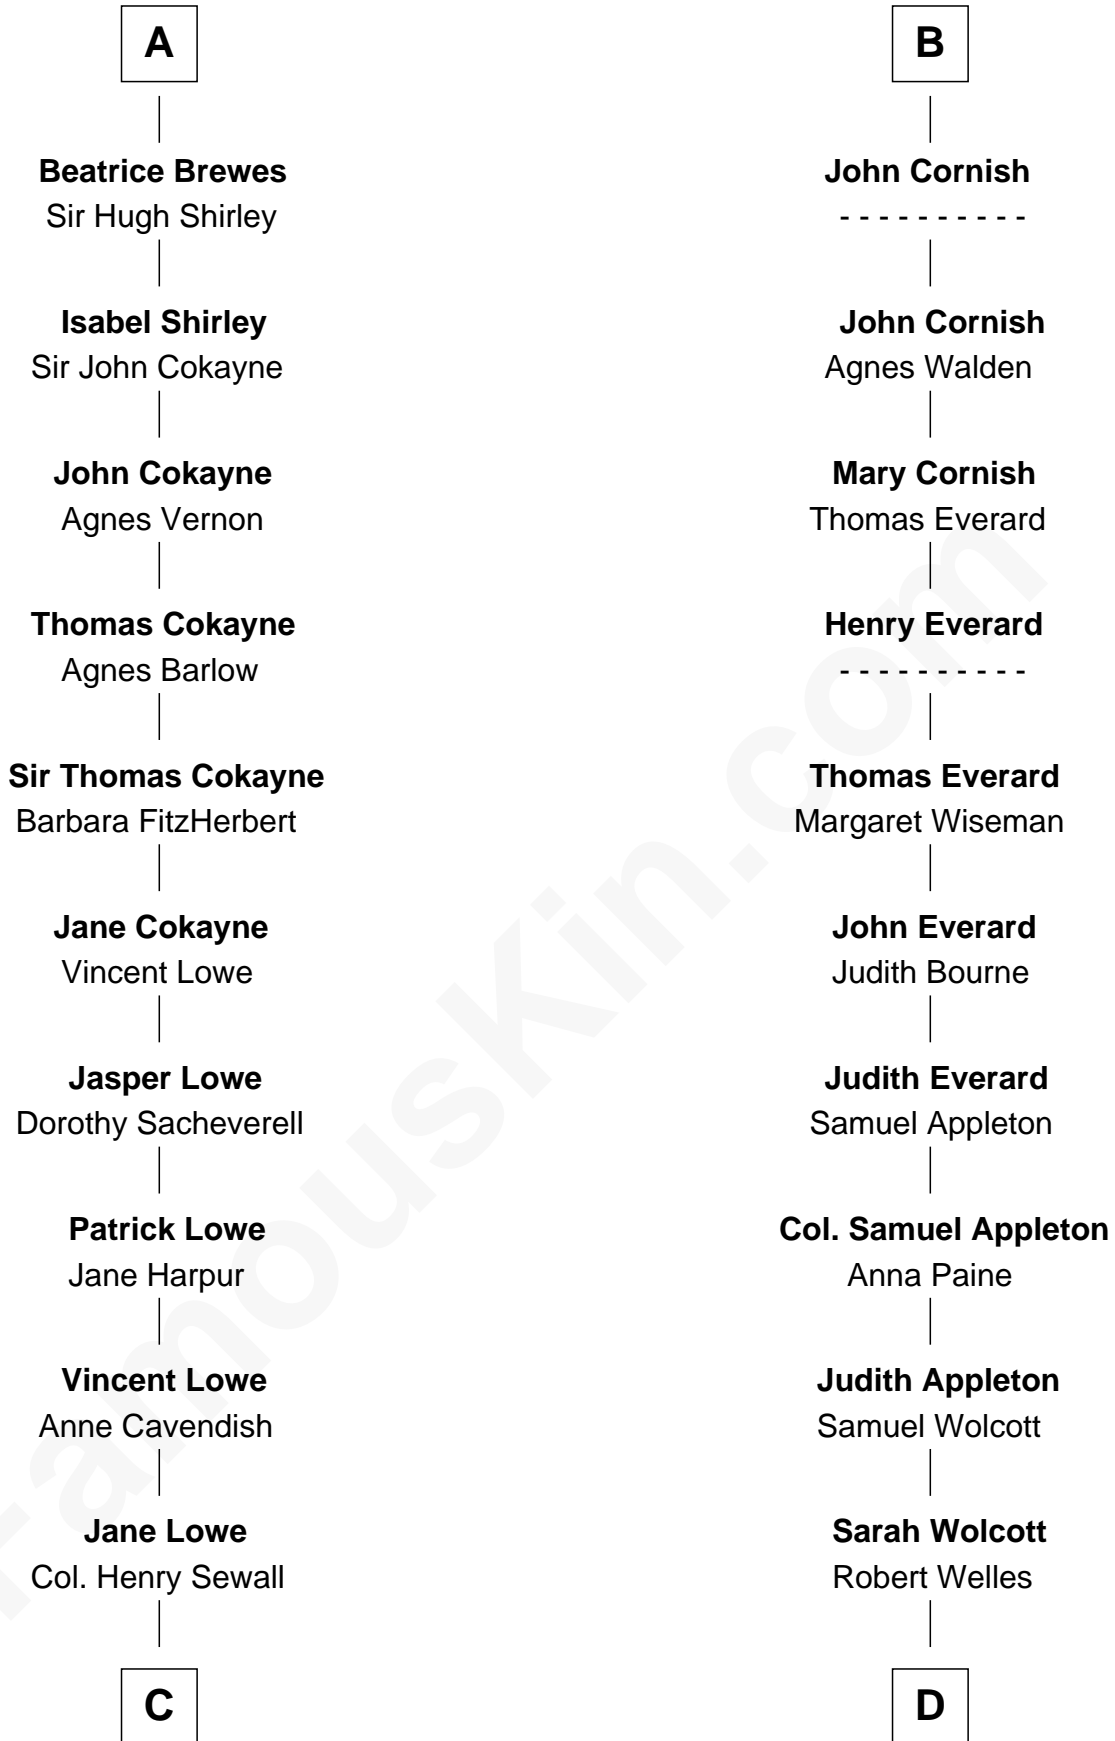 A
Beatrice Brewes
Sir Hugh Shirley
Isabel Shirley
Sir John Cokayne
John Cokayne
Agnes Vernon
Thomas Cokayne
Agnes Barlow
Sir Thomas Cokayne
Barbara FitzHerbert
Jane Cokayne
Vincent Lowe
Jasper Lowe
Dorothy Sacheverell
Patrick Lowe
Jane Harpur
Vincent Lowe
Anne Cavendish
Jane Lowe
Col. Henry Sewall
C
B
John Cornish
- - - - - - - - - -
John Cornish
Agnes Walden
Mary Cornish
Thomas Everard
Henry Everard
- - - - - - - - - -
Thomas Everard
Margaret Wiseman
John Everard
Judith Bourne
Judith Everard
Samuel Appleton
Col. Samuel Appleton
Anna Paine
Judith Appleton
Samuel Wolcott
Sarah Wolcott
Robert Welles
D
FamousKin.com